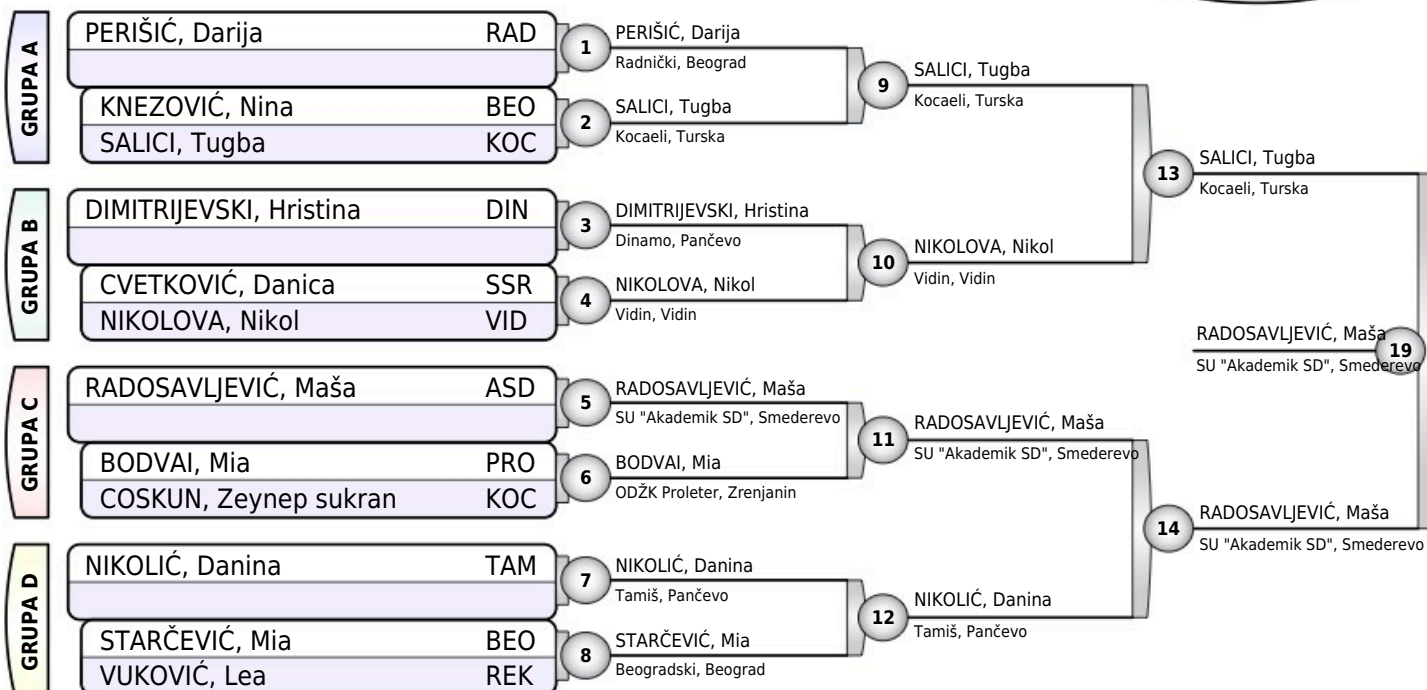 GRUPA A
PERIŠIĆ, Darija RAD
KNEZOVIĆ, Nina BEO
SALICI, Tugba KOC
1
PERIŠIĆ, Darija
Radnički, Beograd
2
SALICI, Tugba
Kocaeli, Turska
9
SALICI, Tugba
Kocaeli, Turska
GRUPA B
DIMITRIJEVSKI, Hristina DIN
CVETKOVIĆ, Danica SSR
NIKOLOVA, Nikol VID
3
DIMITRIJEVSKI, Hristina
Dinamo, Pančevo
4
NIKOLOVA, Nikol
Vidin, Vidin
10
NIKOLOVA, Nikol
Vidin, Vidin
13
SALICI, Tugba
Kocaeli, Turska
GRUPA C
RADOSAVLJEVIĆ, Maša ASD
BODVAI, Mia PRO
COSKUN, Zeynep sukran KOC
5
RADOSAVLJEVIĆ, Maša
SU "Akademik SD", Smederevo
6
BODVAI, Mia
ODŽK Proleter, Zrenjanin
11
RADOSAVLJEVIĆ, Maša
SU "Akademik SD", Smederevo
GRUPA D
NIKOLIĆ, Danina TAM
STARČEVIĆ, Mia BEO
VUKOVIĆ, Lea REK
7
NIKOLIĆ, Danina
Tamiš, Pančevo
8
STARČEVIĆ, Mia
Beogradski, Beograd
12
NIKOLIĆ, Danina
Tamiš, Pančevo
14
RADOSAVLJEVIĆ, Maša
SU "Akademik SD", Smederevo
RADOSAVLJEVIĆ, Maša
SU "Akademik SD", Smederevo
19